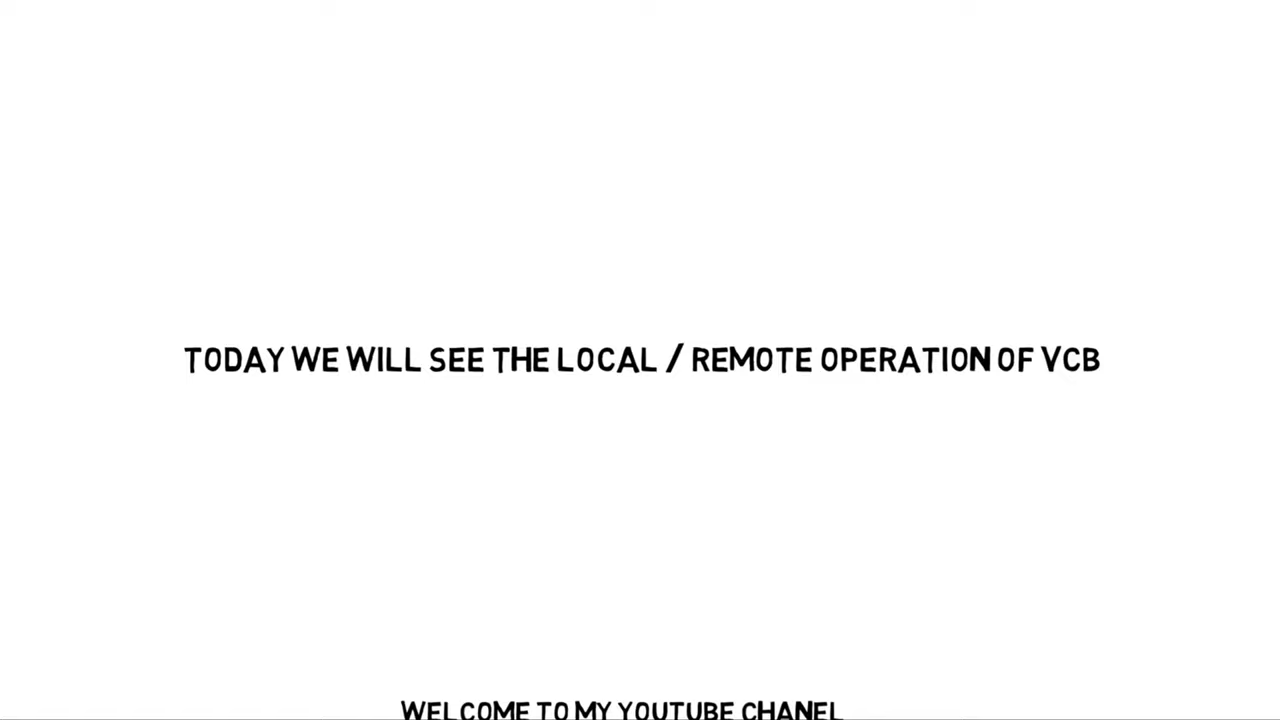 TODAY WE WILL SEE THE LOCAL / REMOTE OPERATION OF VCB
WELCOME TO MY YOUTUBE CHANEL